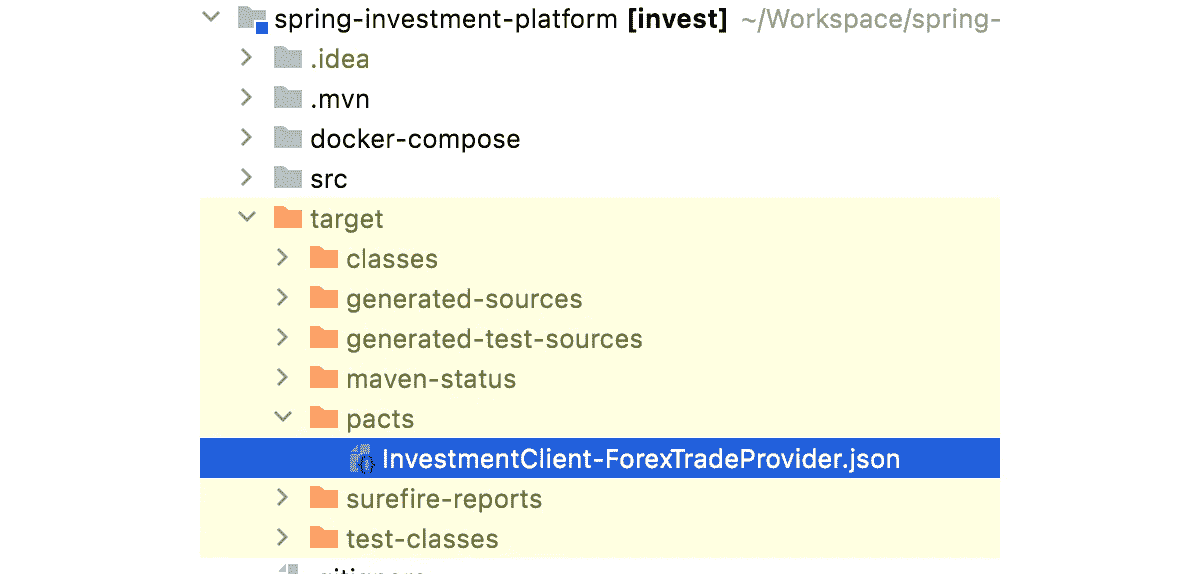 spring-investment-platform [invest] ~/Workspace/spring-
.idea
.mvn
docker-compose
src
target
classes
generated-sources
generated-test-sources
maven-status
pacts
InvestmentClient-ForexTradeProvider.json
surefire-reports
test-classes